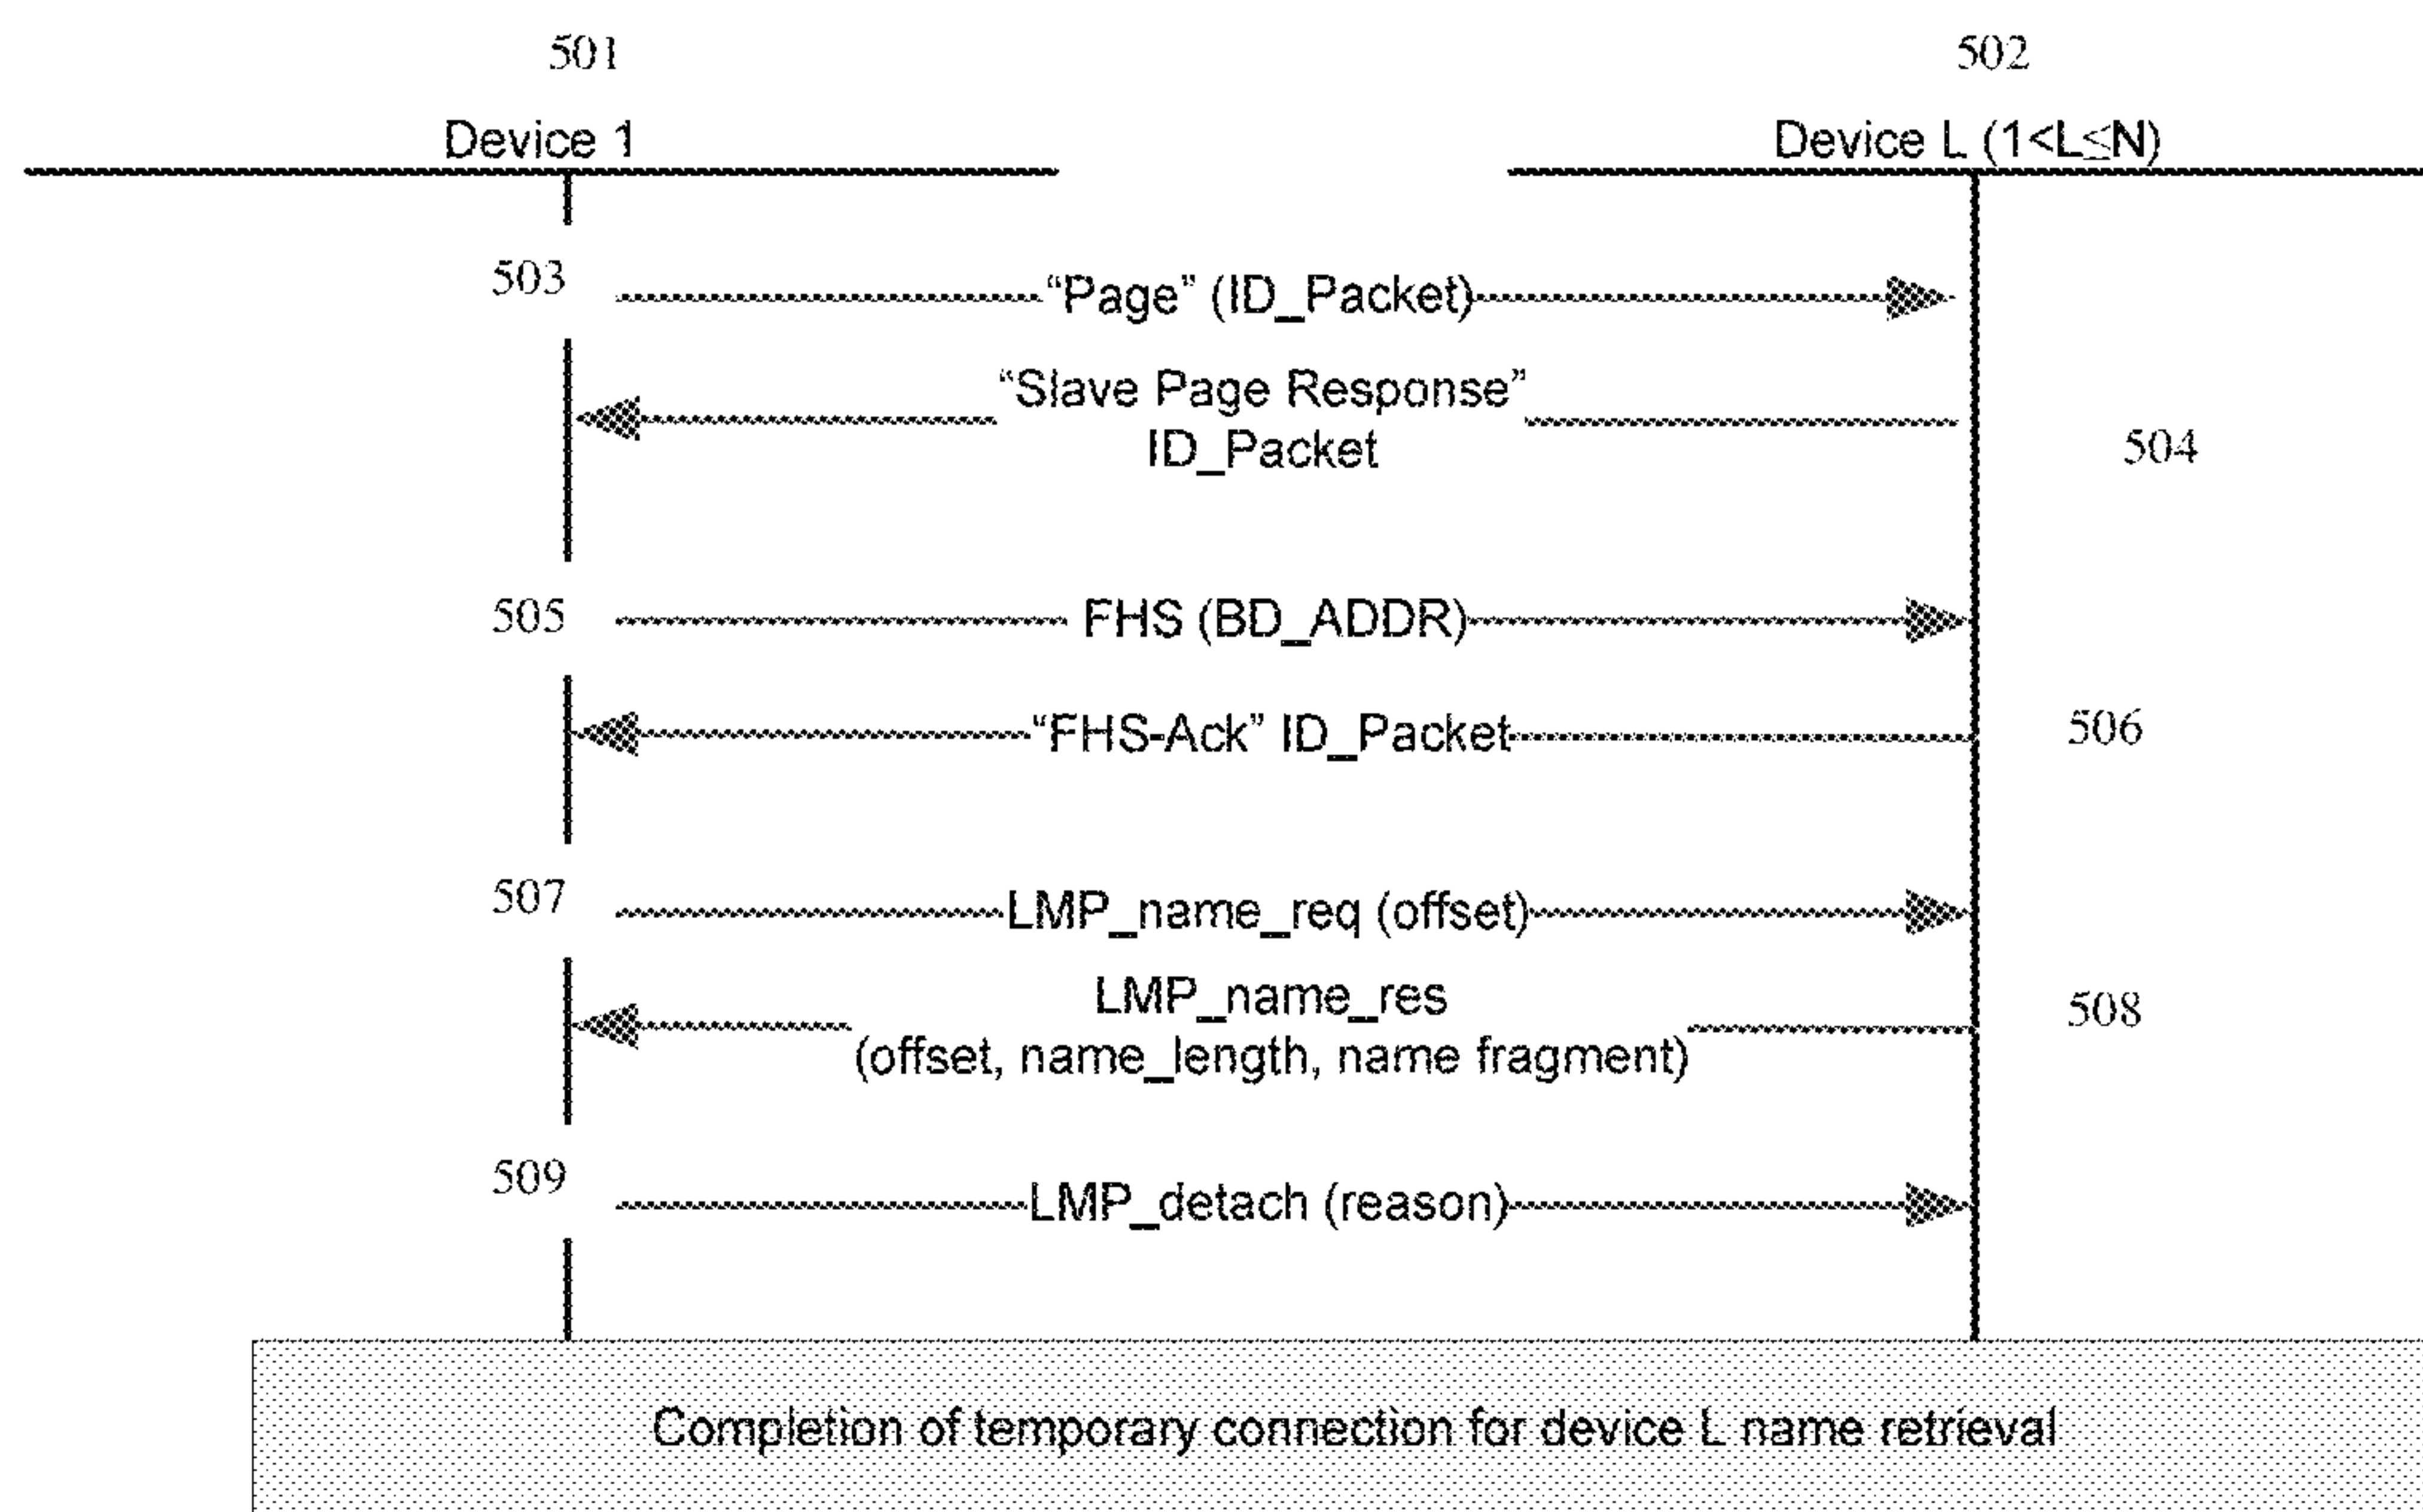 501
502
Device 1
Device L (1<L≤N)
503
“Page” (ID_Packet)
“Slave Page Response”
ID_Packet
504
505
FHS (BD_ADDR)
“FHS-Ack” ID_Packet
506
507
LMP_name_req (offset)
LMP_name_res
(offset, name_length, name fragment)
508
509
LMP_detach (reason)
Completion of temporary connection for device L name retrieval